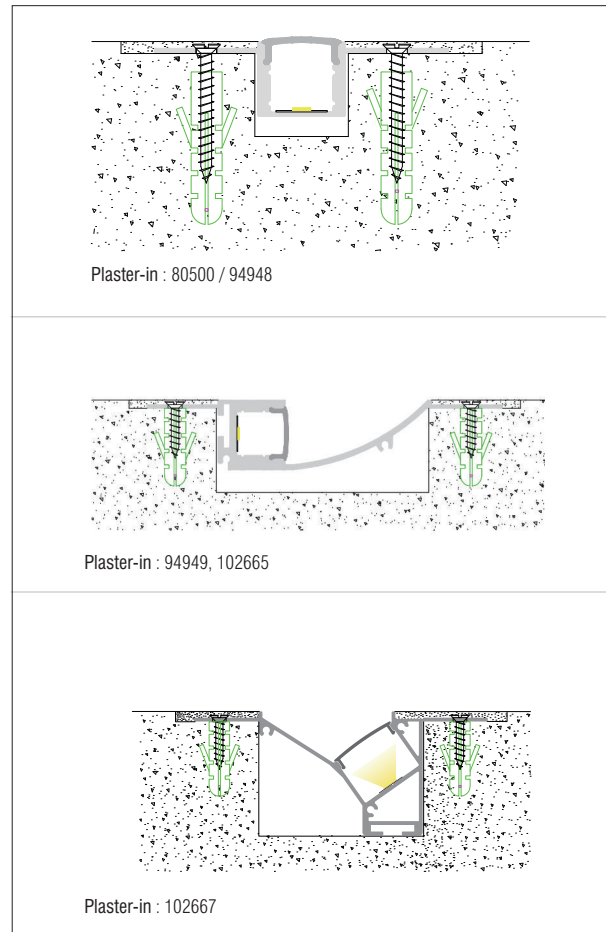 Plaster-in : 80500 / 94948
Plaster-in : 94949, 102665
Plaster-in : 102667